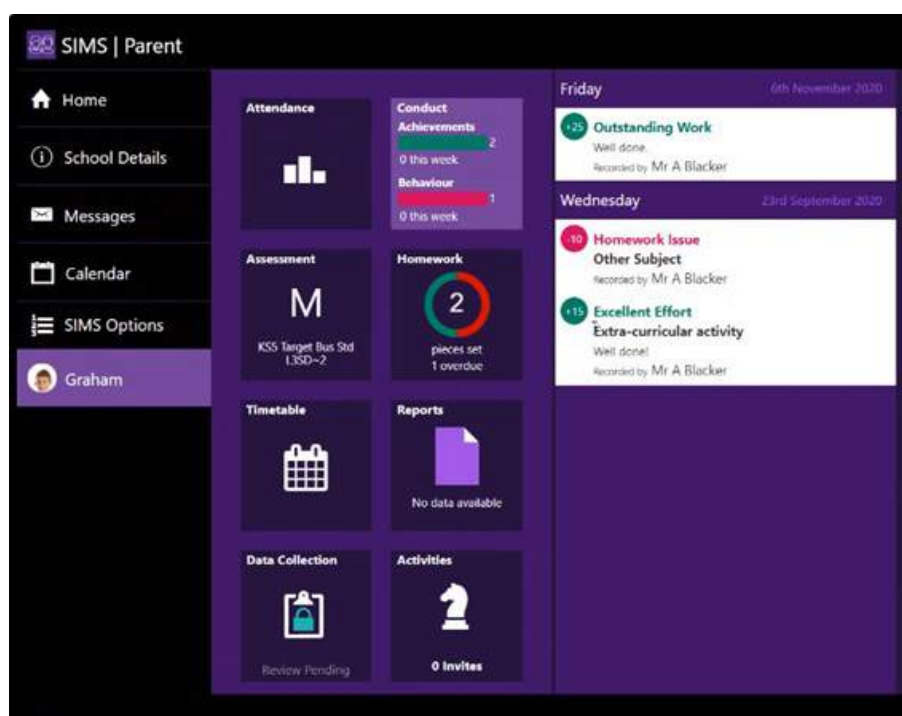 SIMS | Parent
Home
School Details
Messages
Calendar
SIMS Options
Graham
Attendance
Conduct
Achievements
2
0 this week
Behaviour
1
0 this week
Assessment
M
KS5 Target Bus Std
L3SD~2
Homework
2
pieces set
1 overdue
Timetable
Reports
No data available
Data Collection
Review Pending
Activities
0 Invites
Friday 6th November 2020
+25 Outstanding Work
Well done.
Recorded by Mr A Blacker
Wednesday 23rd September 2020
-10 Homework Issue
Other Subject
Recorded by Mr A Blacker
+15 Excellent Effort
Extra-curricular activity
Well done!
Recorded by Mr A Blacker